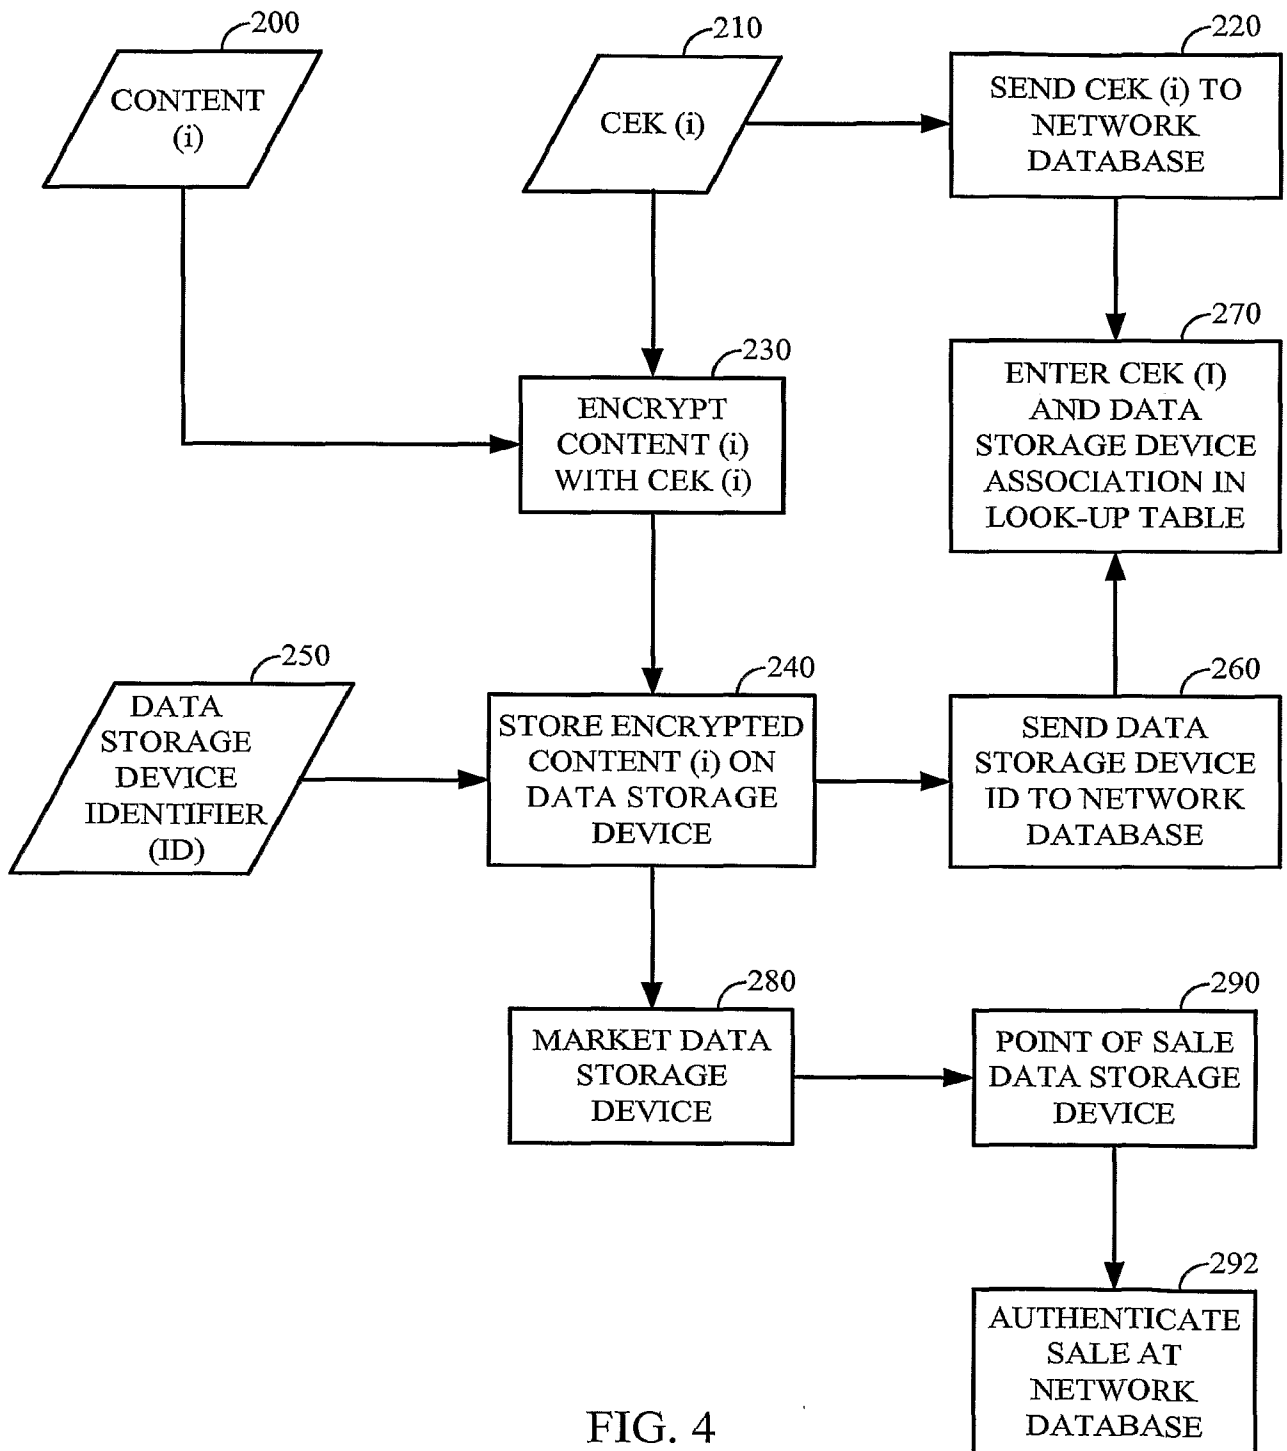 200
CONTENT
(i)
210
CEK (i)
220
SEND CEK (i) TO
NETWORK
DATABASE
230
ENCRYPT
CONTENT (i)
WITH CEK (i)
270
ENTER CEK (I)
AND DATA
STORAGE DEVICE
ASSOCIATION IN
LOOK-UP TABLE
250
DATA
STORAGE
DEVICE
IDENTIFIER
(ID)
240
STORE ENCRYPTED
CONTENT (i) ON
DATA STORAGE
DEVICE
260
SEND DATA
STORAGE DEVICE
ID TO NETWORK
DATABASE
280
MARKET DATA
STORAGE
DEVICE
290
POINT OF SALE
DATA STORAGE
DEVICE
292
AUTHENTICATE
SALE AT
NETWORK
DATABASE
FIG. 4